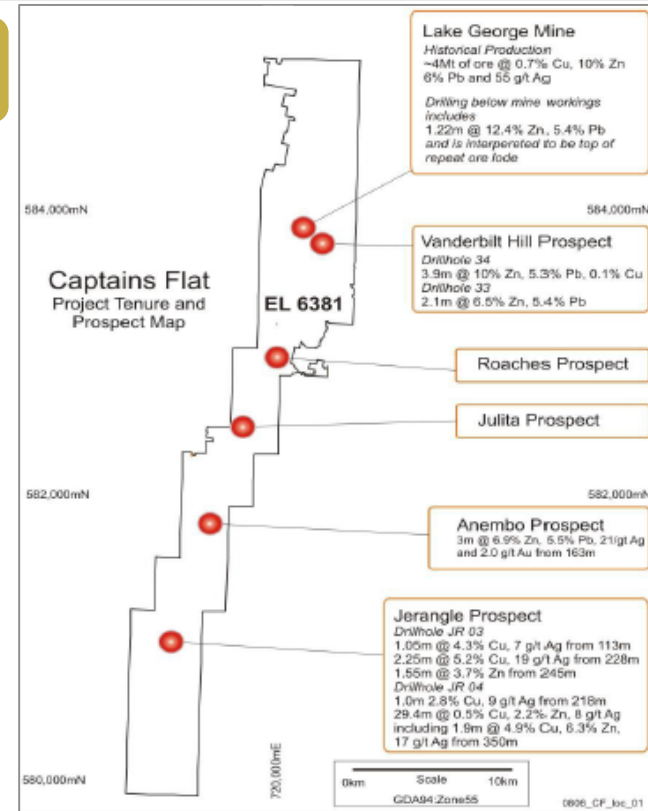 Lake George Mine
Historical Production
~4Mt of ore @ 0.7% Cu, 10% Zn
6% Pb and 55 g/t Ag
Drilling below mine workings
includes
1.22m @ 12.4% Zn, 5.4% Pb
and is interpereted to be top of
repeat ore lode
584,000mN
584,000mN
Vanderbilt Hill Prospect
Drillhole 34
3.9m @ 10% Zn, 5.3% Pb, 0.1% Cu
Drillhole 33
2.1m @ 6.5% Zn, 5.4% Pb
Captains Flat
Project Tenure and
Prospect Map
EL 6381
Roaches Prospect
Julita Prospect
582,000mN
582,000mN
Anembo Prospect
3m @ 6.9% Zn, 5.5% Pb, 21/gt Ag
and 2.0 g/t Au from 163m
Jerangle Prospect
Drillhole JR 03
1.05m @ 4.3% Cu, 7 g/t Ag from 113m
2.25m @ 5.2% Cu, 19 g/t Ag from 228m
1.55m @ 3.7% Zn from 245m
Drillhole JR 04
1.0m 2.8% Cu, 9 g/t Ag from 218m
29.4m @ 0.5% Cu, 2.2% Zn, 8 g/t Ag
including 1.9m @ 4.9% Cu, 6.3% Zn,
17 g/t Ag from 350m
580,000mN
720,000mE
0km Scale 10km
GDA94:Zone55
0806_CF_loc_01